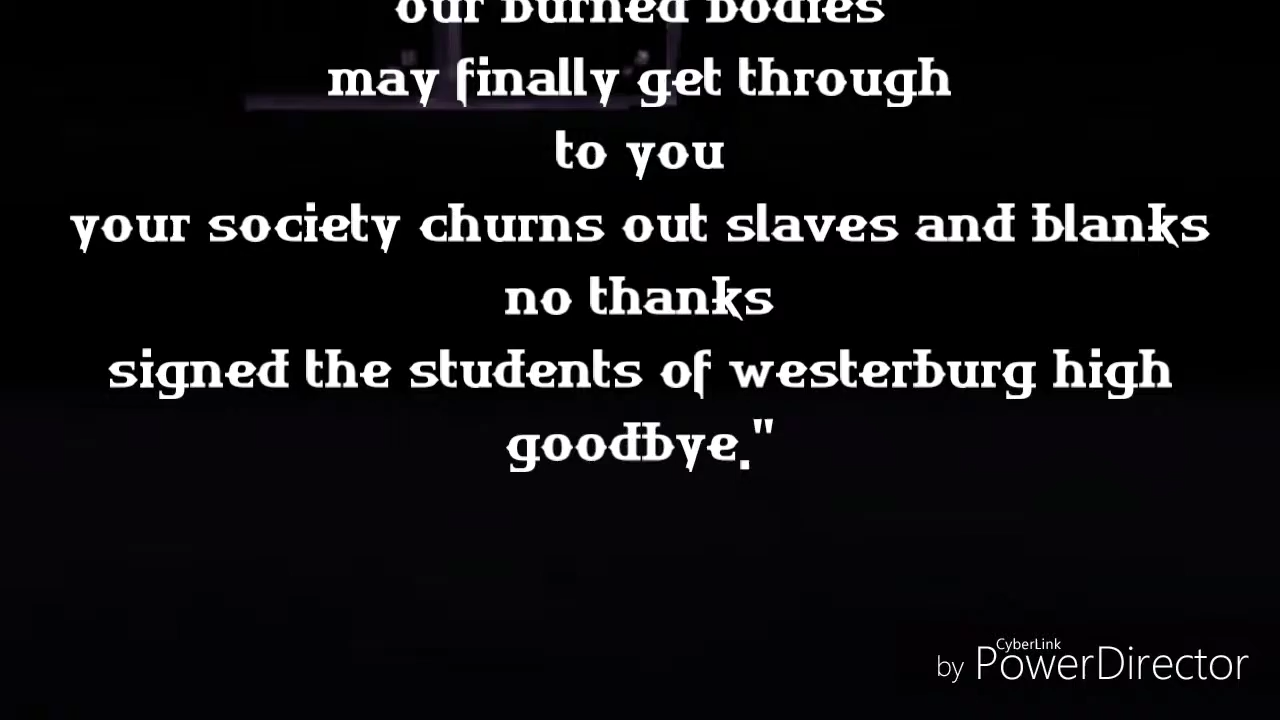 our burned bodies
may finally get through
to you
your society churns out slaves and blanks
no thanks
signed the students of westerburg high
goodbye."
CyberLink
by PowerDirector